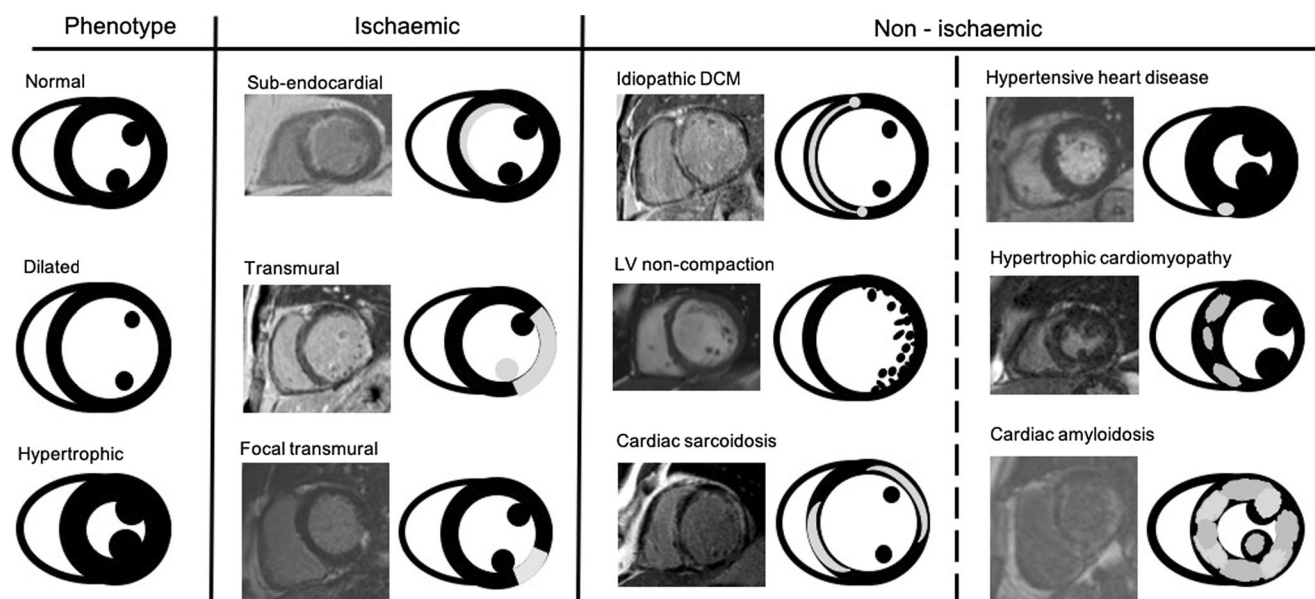 Phenotype
Ischaemic
Non - ischaemic
Normal
Sub-endocardial
Idiopathic DCM
Hypertensive heart disease
Dilated
Transmural
LV non-compaction
Hypertrophic cardiomyopathy
Hypertrophic
Focal transmural
Cardiac sarcoidosis
Cardiac amyloidosis